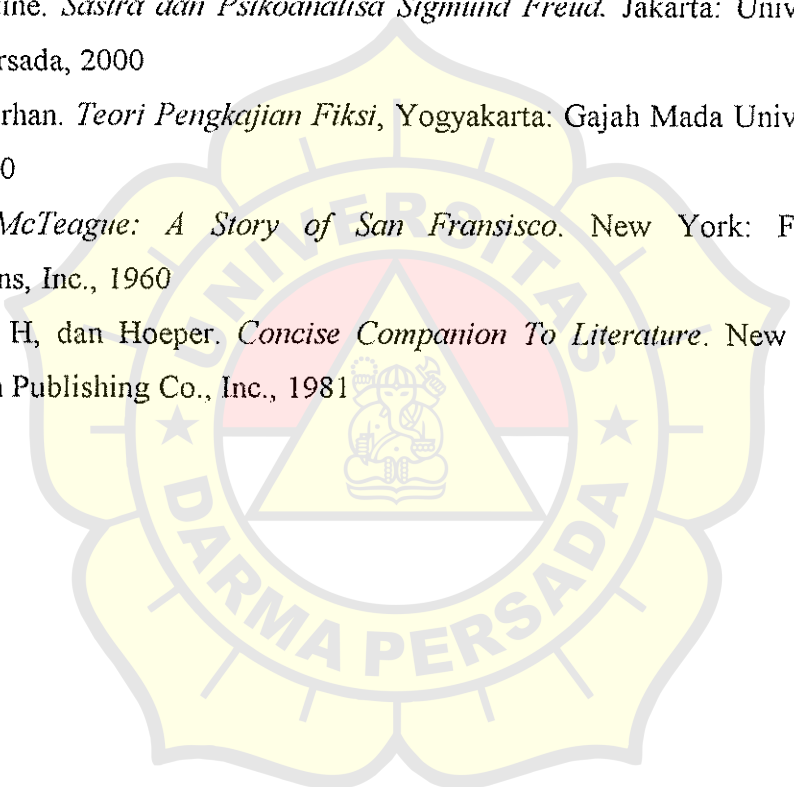 ine. Sastra dan Psikoanalisa Sigmund Freud. Jakarta: Univ
rsada, 2000
rhan. Teori Pengkajian Fiksi, Yogyakarta: Gajah Mada Univ
0
McTeague: A Story of San Fransisco. New York: F
ns, Inc., 1960
H, dan Hoeper. Concise Companion To Literature. New
Publishing Co., Inc., 1981
UNIVERSITAS
DARMA PERSADA